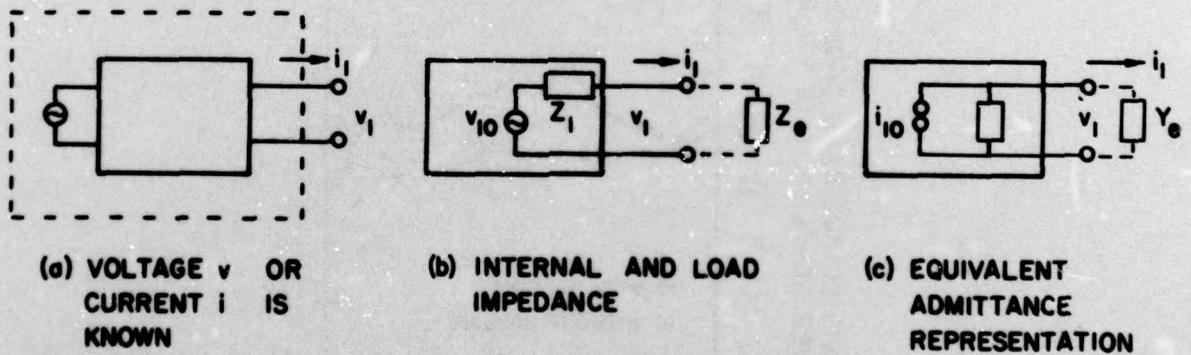 i₁
v₁
v₁₀
Z₁
i₁
v₁
Zₑ
i₁₀
i₁
v₁
Yₑ
(a) VOLTAGE v OR
CURRENT i IS
KNOWN
(b) INTERNAL AND LOAD
IMPEDANCE
(c) EQUIVALENT
ADMITTANCE
REPRESENTATION